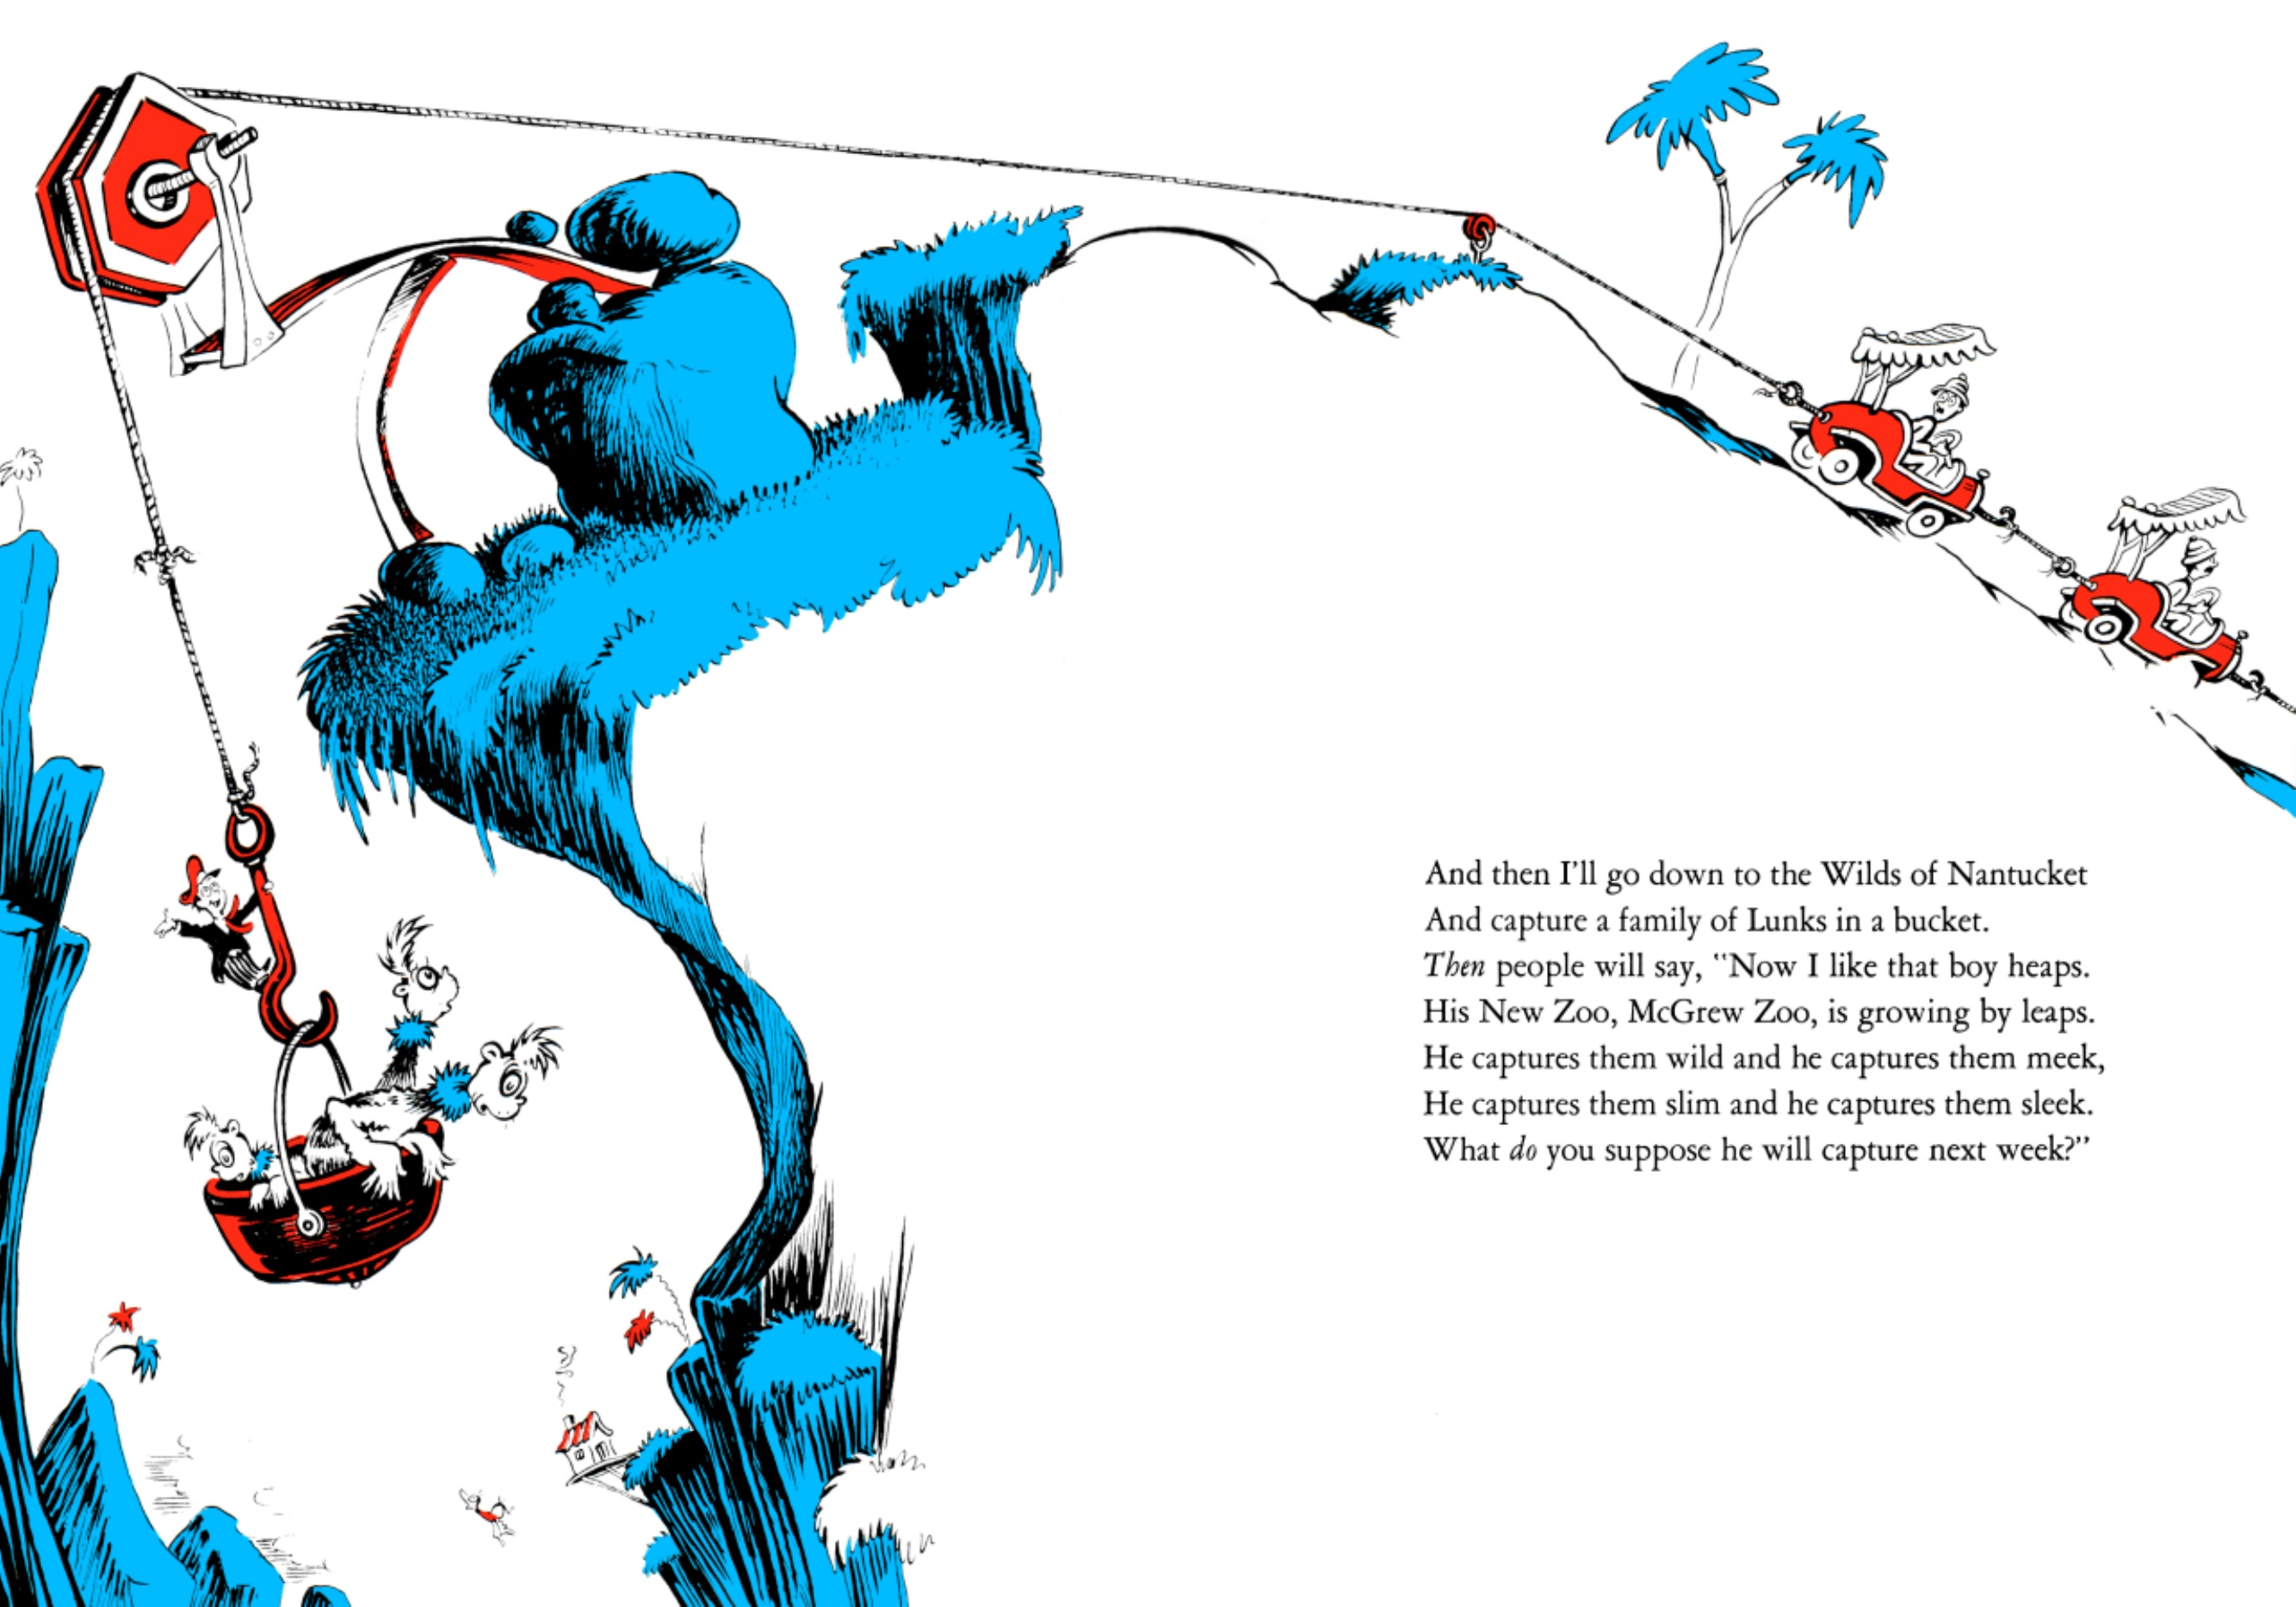 And then I’ll go down to the Wilds of Nantucket
And capture a family of Lunks in a bucket.
Then people will say, “Now I like that boy heaps.
His New Zoo, McGrew Zoo, is growing by leaps.
He captures them wild and he captures them meek,
He captures them slim and he captures them sleek.
What do you suppose he will capture next week?”